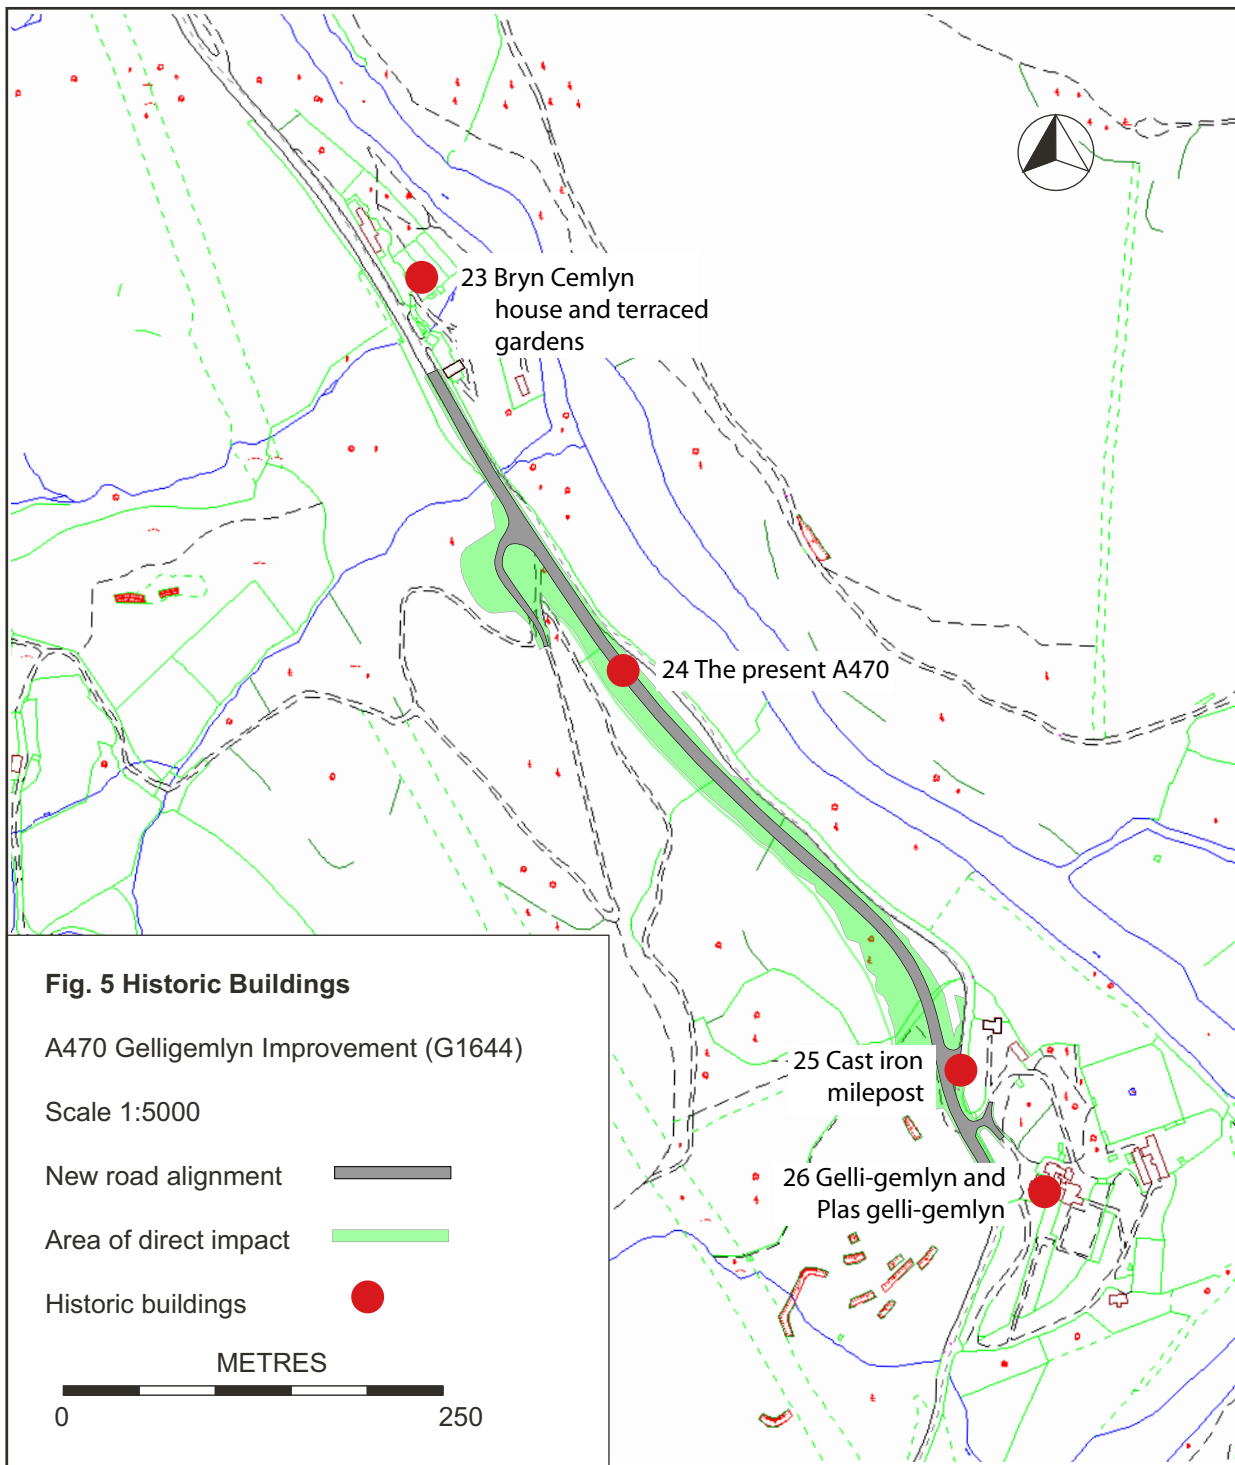 23 Bryn Cemlyn
house and terraced
gardens
24 The present A470
25 Cast iron
milepost
26 Gelli-gemlyn and
Plas gelli-gemlyn
Fig. 5 Historic Buildings
A470 Gelligemlyn Improvement (G1644)
Scale 1:5000
New road alignment
Area of direct impact
Historic buildings
METRES
0 250